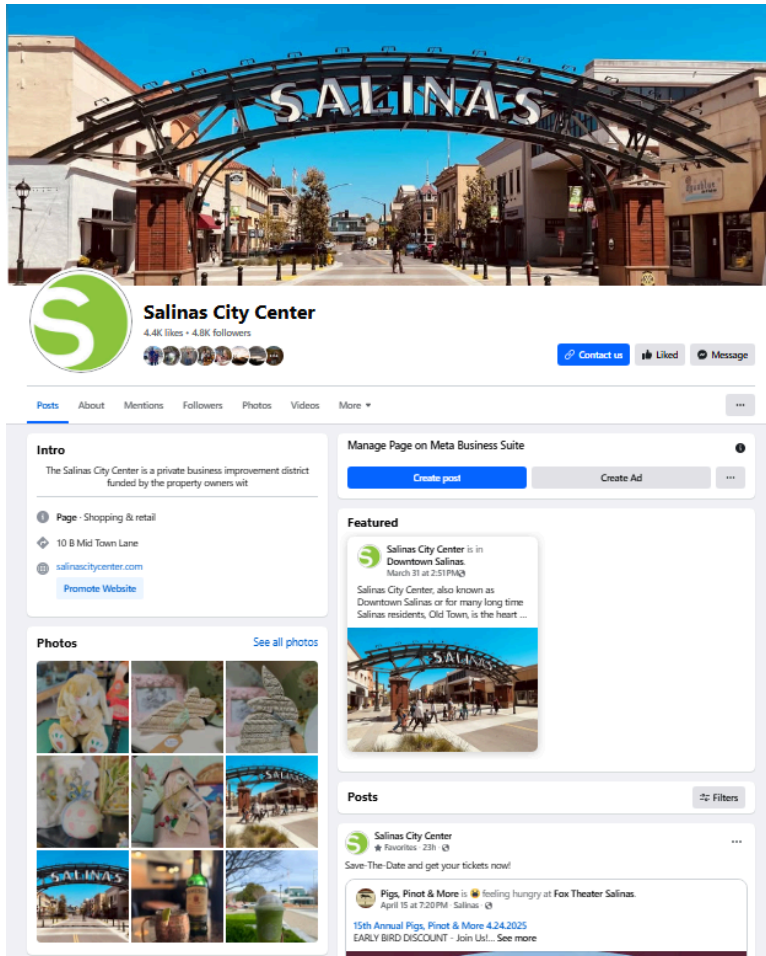 SALINAS
S
Salinas City Center
4.4K likes • 4.8K followers
Contact us
Liked
Message
Posts
About
Mentions
Followers
Photos
Videos
More
Intro
The Salinas City Center is a private business improvement district
funded by the property owners wit
Page · Shopping & retail
10 B Mid Town Lane
salinascitycenter.com
Promote Website
Photos
See all photos
SALINAS
SALINAS
Manage Page on Meta Business Suite
Create post
Create Ad
Featured
S
Salinas City Center is in
Downtown Salinas.
March 31 at 2:51PM
Salinas City Center, also known as
Downtown Salinas or for many long time
Salinas residents, Old Town, is the heart ...
SALINAS
Posts
Filters
S
Salinas City Center
Favorites · 23h ·
Save-The-Date and get your tickets now!
Pigs, Pinot & More is feeling hungry at Fox Theater Salinas.
April 15 at 7:20PM · Salinas ·
15th Annual Pigs, Pinot & More 4.24.2025
EARLY BIRD DISCOUNT - Join Us!... See more